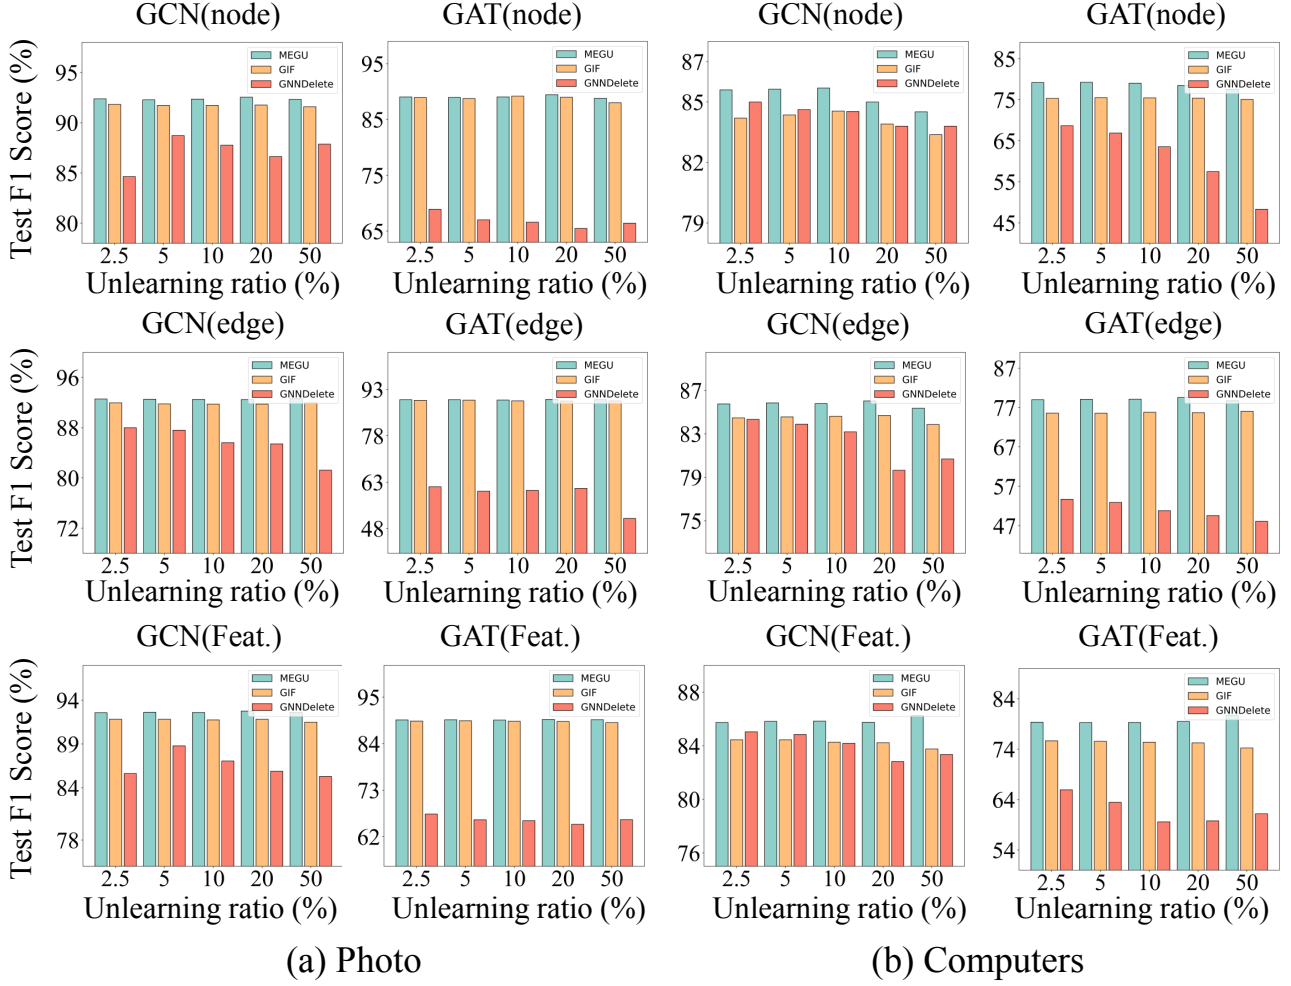 GCN(node)
GAT(node)
GCN(node)
GAT(node)
Test F1 Score (%)
95
90
85
80
MEGU
GIF
GNNDelete
2.5 5 10 20 50
Unlearning ratio (%)
95
85
75
65
MEGU
GIF
GNNDelete
2.5 5 10 20 50
Unlearning ratio (%)
87
85
82
79
MEGU
GIF
GNNDelete
2.5 5 10 20 50
Unlearning ratio (%)
85
75
65
55
45
MEGU
GIF
GNNDelete
2.5 5 10 20 50
Unlearning ratio (%)
GCN(edge)
GAT(edge)
GCN(edge)
GAT(edge)
Test F1 Score (%)
96
88
80
72
MEGU
GIF
GNNDelete
2.5 5 10 20 50
Unlearning ratio (%)
93
78
63
48
MEGU
GIF
GNNDelete
2.5 5 10 20 50
Unlearning ratio (%)
87
83
79
75
MEGU
GIF
GNNDelete
2.5 5 10 20 50
Unlearning ratio (%)
87
77
67
57
47
MEGU
GIF
GNNDelete
2.5 5 10 20 50
Unlearning ratio (%)
GCN(Feat.)
GAT(Feat.)
GCN(Feat.)
GAT(Feat.)
Test F1 Score (%)
94
89
84
78
MEGU
GIF
GNNDelete
2.5 5 10 20 50
Unlearning ratio (%)
95
84
73
62
MEGU
GIF
GNNDelete
2.5 5 10 20 50
Unlearning ratio (%)
88
84
80
76
MEGU
GIF
GNNDelete
2.5 5 10 20 50
Unlearning ratio (%)
84
74
64
54
MEGU
GIF
GNNDelete
2.5 5 10 20 50
Unlearning ratio (%)
(a) Photo
(b) Computers